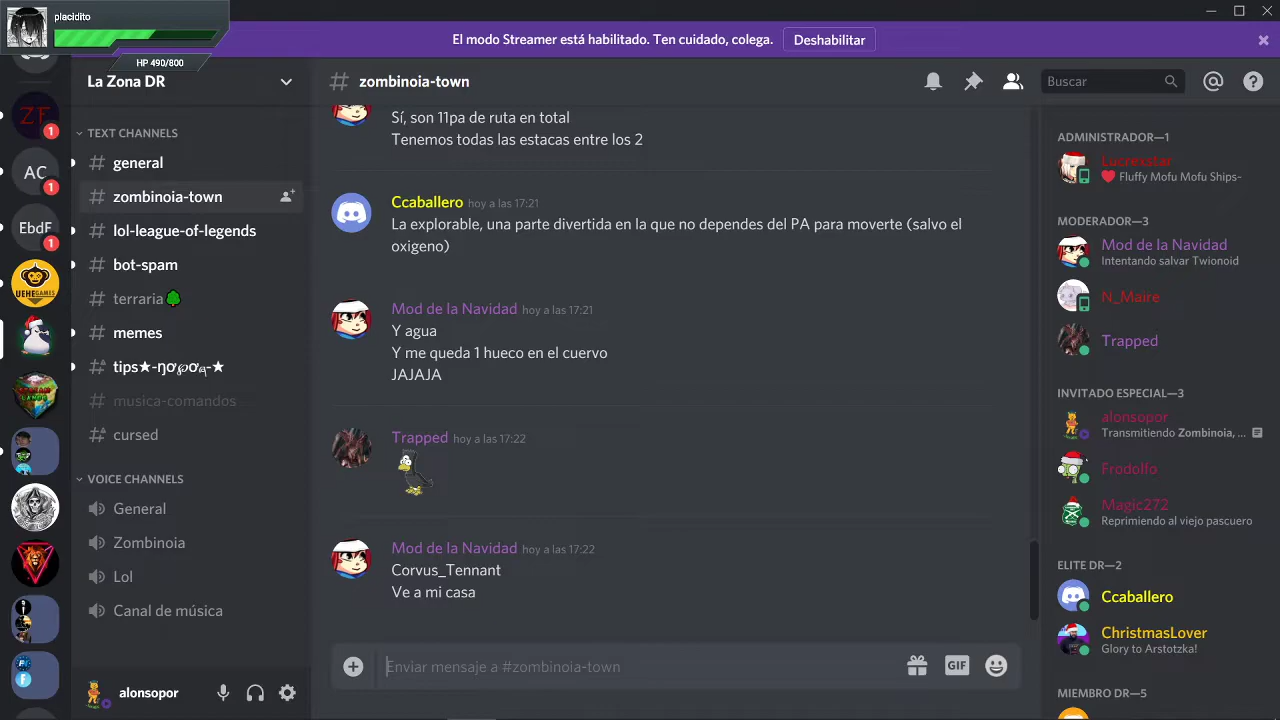 placidito
HP 490/800
El modo Streamer está habilitado. Ten cuidado, colega.
Deshabilitar
La Zona DR
zombinoia-town
Buscar
ZF
1
AC
1
EbdF
1
UEHEGAMES
TEXT CHANNELS
general
zombinoia-town
lol-league-of-legends
bot-spam
terraria🌳
memes
musica-comandos
cursed
VOICE CHANNELS
General
Zombinoia
Lol
Canal de música
alonsopor
Sí, son 11pa de ruta en total
Tenemos todas las estacas entre los 2
Ccaballero hoy a las 17:21
La explorable, una parte divertida en la que no dependes del PA para moverte (salvo el
oxigeno)
Mod de la Navidad hoy a las 17:21
Y agua
Y me queda 1 hueco en el cuervo
JAJAJA
Trapped hoy a las 17:22
Mod de la Navidad hoy a las 17:22
Corvus_Tennant
Ve a mi casa
Enviar mensaje a #zombinoia-town
GIF
ADMINISTRADOR—1
Lucrexstar
Fluffy Mofu Mofu Ships-
MODERADOR—3
Mod de la Navidad
Intentando salvar Twionoid
N_Maire
Trapped
INVITADO ESPECIAL—3
alonsopor
Transmitiendo Zombinoia, ...
Frodolfo
Magic272
Reprimiendo al viejo pascuero
ELITE DR—2
Ccaballero
ChristmasLover
Glory to Arstotzka!
MIEMBRO DR—5